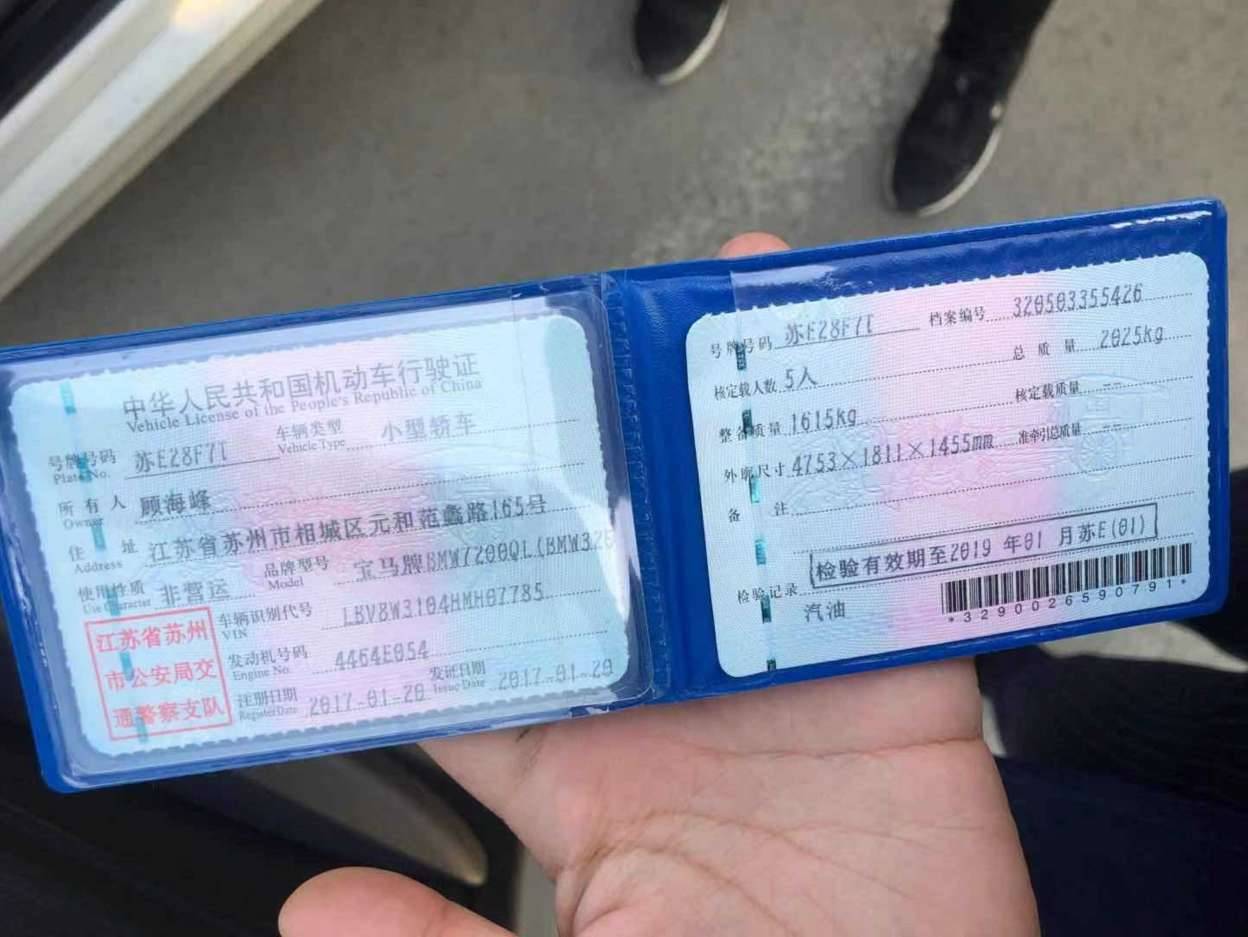 中华人民共和国机动车行驶证
Vehicle License of the People's Republic of China
号牌号码 苏E28F7T 车辆类型 小型轿车
Plate No. Vehicle Type
所有人 顾海峰
Owner
住址 江苏省苏州市相城区元和范蠡路165号
Address
使用性质 非营运 品牌型号 宝马牌BMW7200QL(BMW320
Use Character Model
江苏省苏州市公安局交通警察支队
车辆识别代号 LBV8W3104HMH07785
VIN
发动机号码 4464E054
Engine No.
注册日期 2017-01-20 发证日期 2017-01-20
Register Date Issue Date
号牌号码 苏E28F7T 档案编号 320503355426
核定载人数 5人 总质量 2025kg
整备质量 1615kg 核定载质量 --
外廓尺寸 4753×1811×1455mm 准牵引总质量 --
备注
检验记录 检验有效期至2019 年01 月苏E(01)
汽油
*3290026590791*